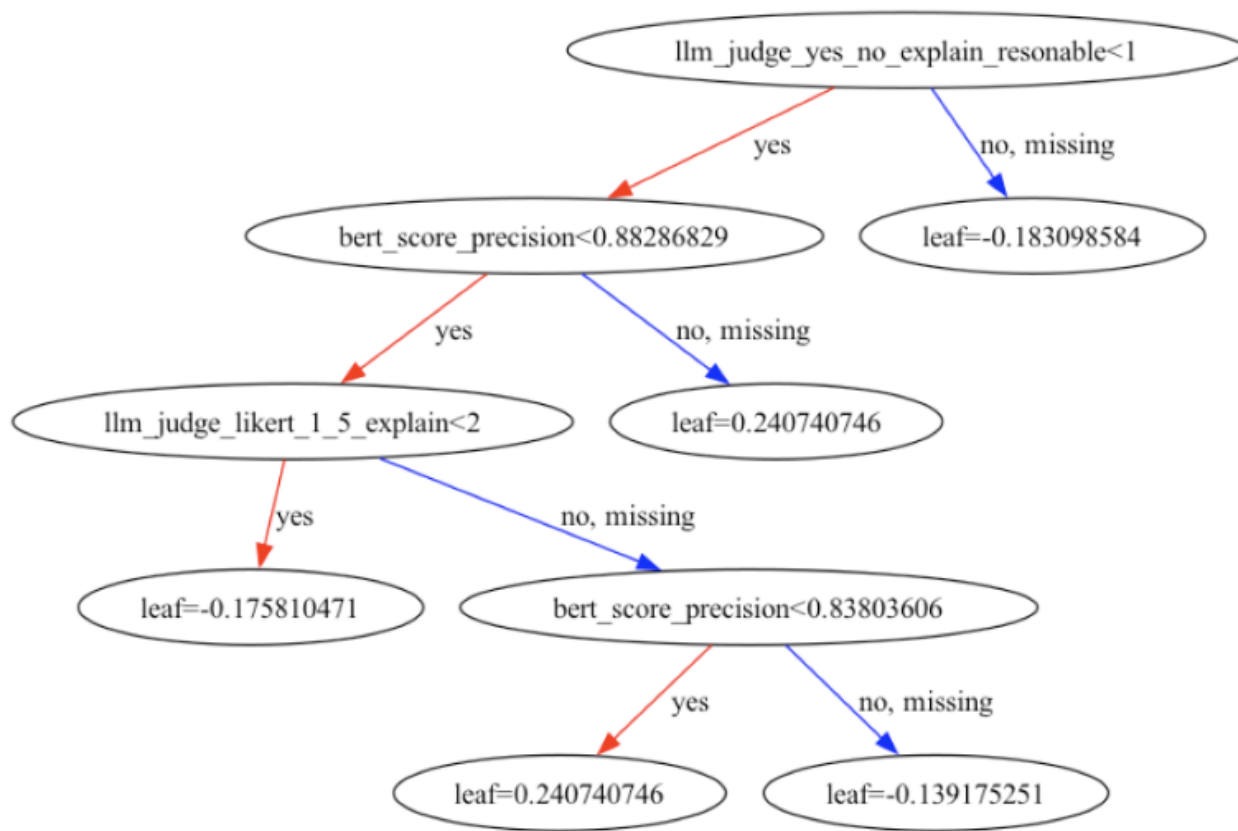 llm_judge_yes_no_explain_resonable<1
yes
no, missing
bert_score_precision<0.88286829
leaf=-0.183098584
yes
no, missing
llm_judge_likert_1_5_explain<2
leaf=0.240740746
yes
no, missing
leaf=-0.175810471
bert_score_precision<0.83803606
yes
no, missing
leaf=0.240740746
leaf=-0.139175251